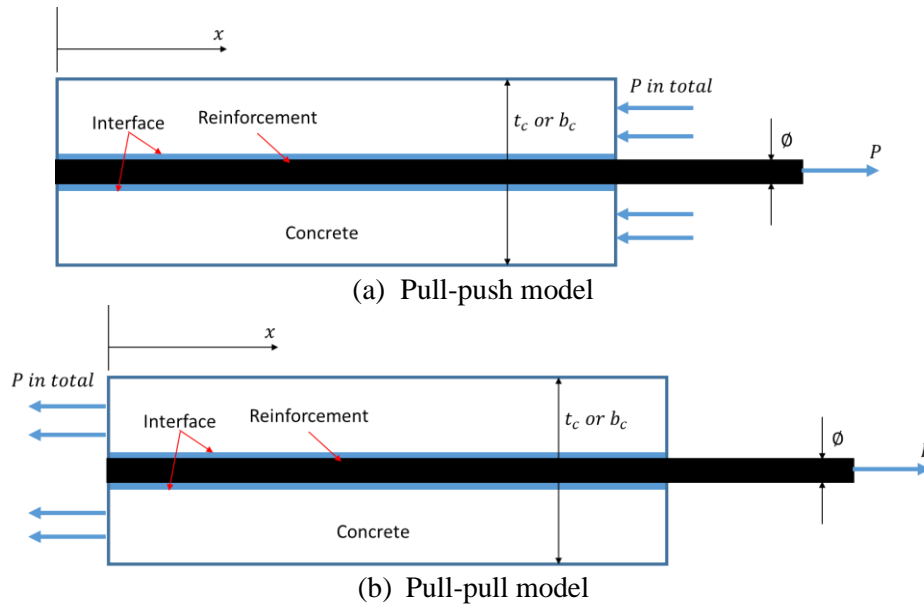 x
P in total
Interface
Reinforcement
t_c or b_c
Ø
P
Concrete
(a) Pull-push model
x
P in total
Interface
Reinforcement
t_c or b_c
Ø
Concrete
(b) Pull-pull model